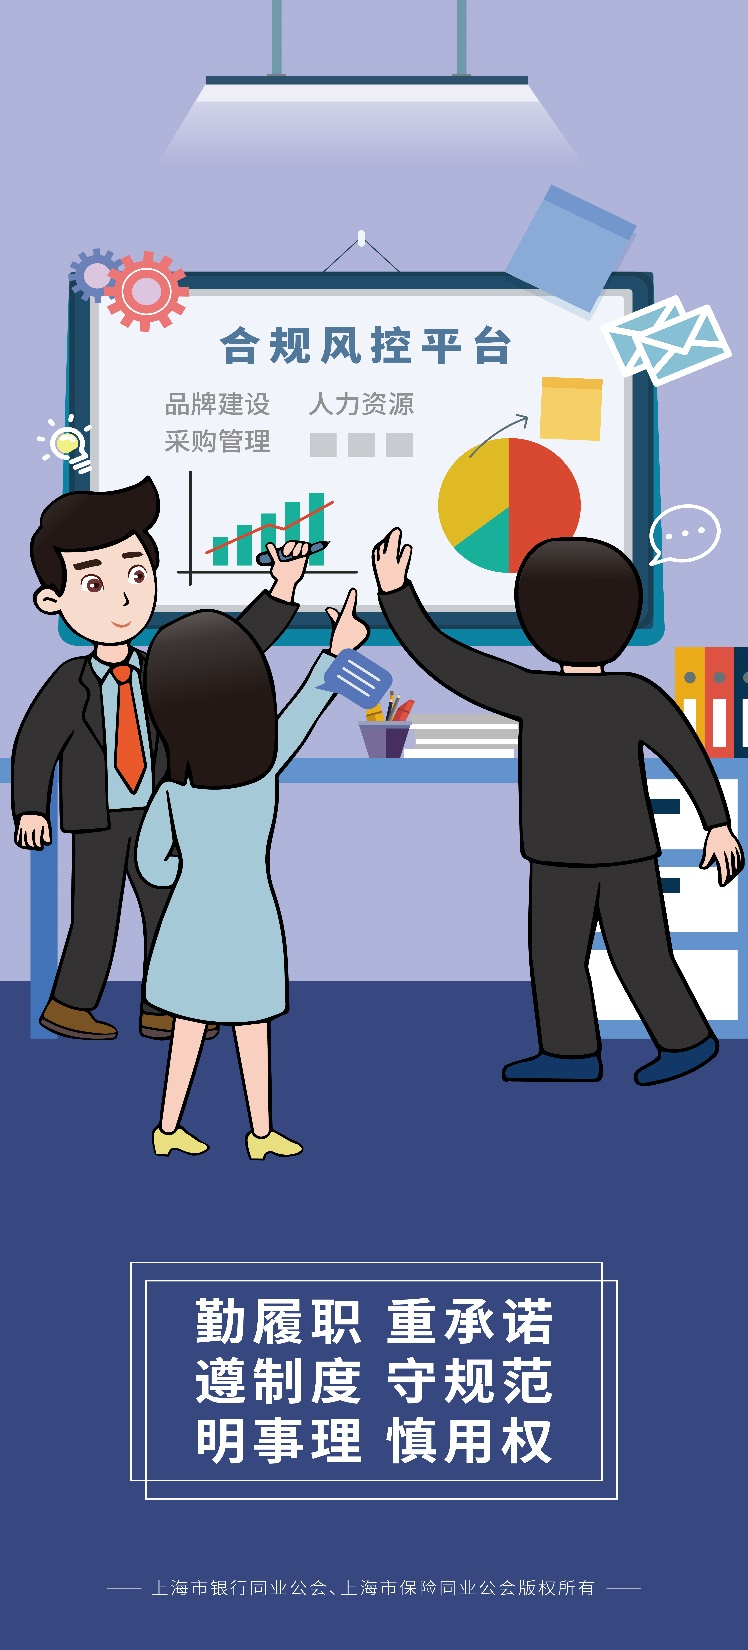 合规风控平台
品牌建设 人力资源
采购管理
勤履职 重承诺
遵制度 守规范
明事理 慎用权
上海市银行同业公会、上海市保险同业公会版权所有